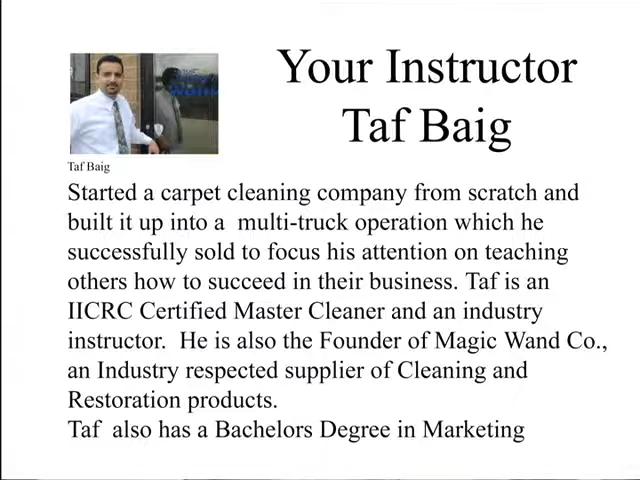 Your Instructor
Taf Baig
Taf Baig
Started a carpet cleaning company from scratch and
built it up into a  multi-truck operation which he
successfully sold to focus his attention on teaching
others how to succeed in their business. Taf is an
IICRC Certified Master Cleaner and an industry
instructor.  He is also the Founder of Magic Wand Co.,
an Industry respected supplier of Cleaning and
Restoration products.
Taf  also has a Bachelors Degree in Marketing